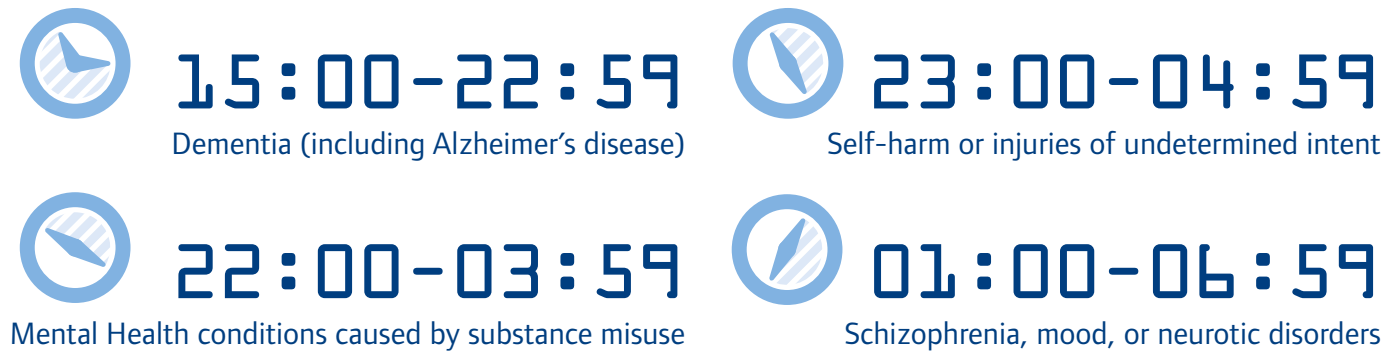 15:00-22:59
Dementia (including Alzheimer’s disease)
23:00-04:59
Self-harm or injuries of undetermined intent
22:00-03:59
Mental Health conditions caused by substance misuse
01:00-06:59
Schizophrenia, mood, or neurotic disorders